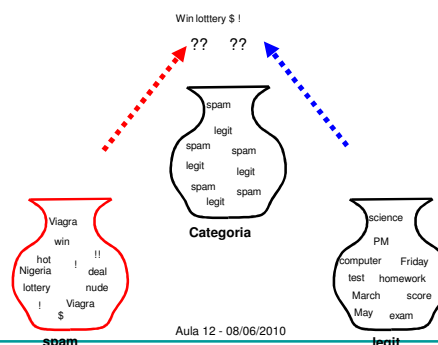 Win lotttery $ !
?? ??
spam
legit
spam
spam
legit
legit
spam
spam
legit
Categoria
Viagra
win
hot
!!
Nigeria
!
deal
lottery
nude
!
Viagra
$
spam
science
PM
computer
Friday
test
homework
March
score
May
exam
legit
Aula 12 - 08/06/2010